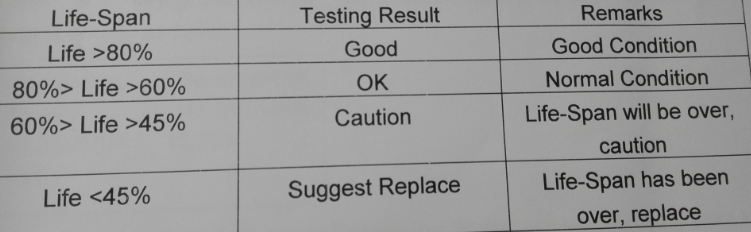 Life-Span Testing Result Remarks
Life >80% Good Good Condition
80%> Life >60% OK Normal Condition
60%> Life >45% Caution Life-Span will be over,
caution
Life <45% Suggest Replace Life-Span has been
over, replace